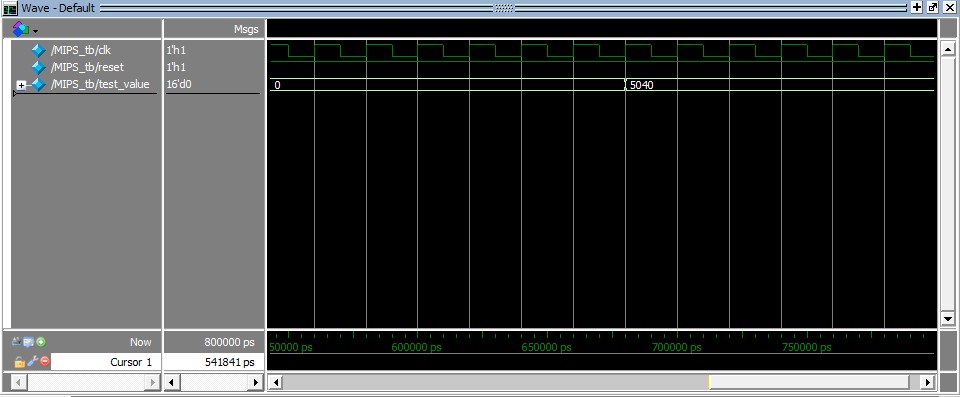 Wave - Default
Msgs
/MIPS_tb/clk 1'h1
/MIPS_tb/reset 1'h1
/MIPS_tb/test_value 16'd0 0 5040
Now 800000 ps 50000 ps 600000 ps 650000 ps 700000 ps 750000 ps
Cursor 1 541841 ps